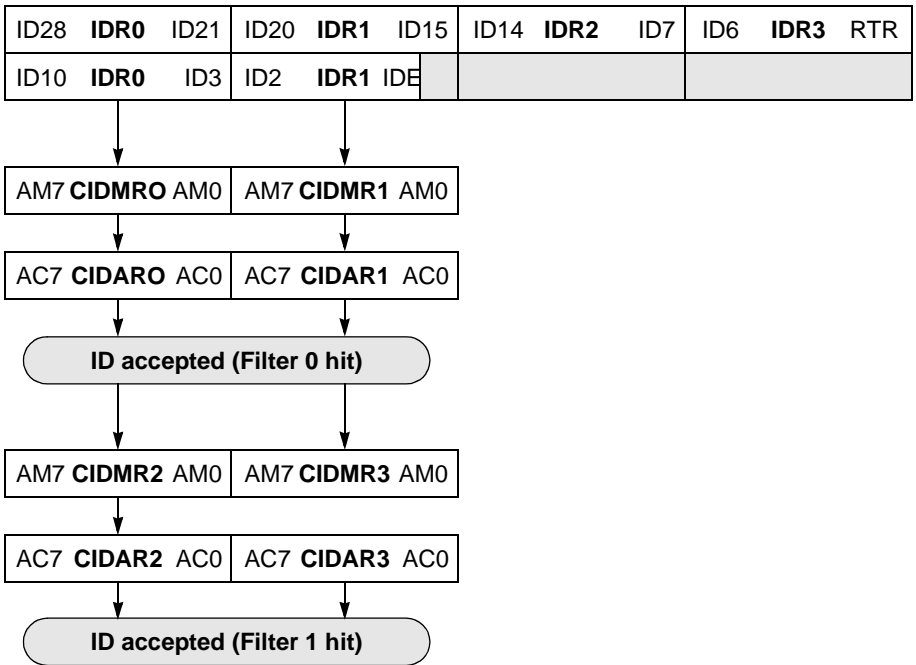 ID28 IDR0 ID21 ID20 IDR1 ID15 ID14 IDR2 ID7 ID6 IDR3 RTR
ID10 IDR0 ID3 ID2 IDR1 IDE
AM7 CIDMRO AM0 AM7 CIDMR1 AM0
AC7 CIDARO AC0 AC7 CIDAR1 AC0
ID accepted (Filter 0 hit)
AM7 CIDMR2 AM0 AM7 CIDMR3 AM0
AC7 CIDAR2 AC0 AC7 CIDAR3 AC0
ID accepted (Filter 1 hit)